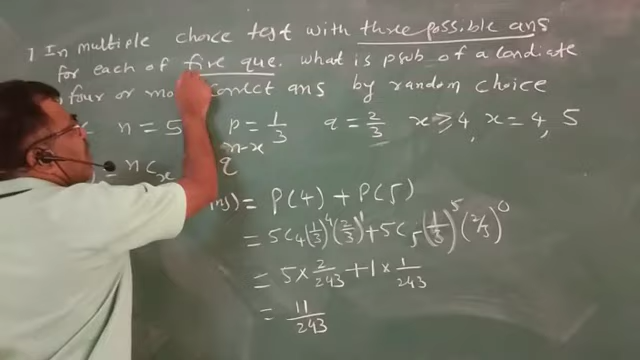 1 In multiple choice test with three possible ans
for each of five que. what is prob of a candiate
four or more correct ans by random choice
n = 5 p = 1/3 q = 2/3 x ≥ 4, x = 4, 5
= nCx q^(n-x)
= P(4) + P(5)
= 5C4 (1/3)^4 (2/3)^1 + 5C5 (1/3)^5 (2/3)^0
= 5 × 2/243 + 1 × 1/243
= 11/243